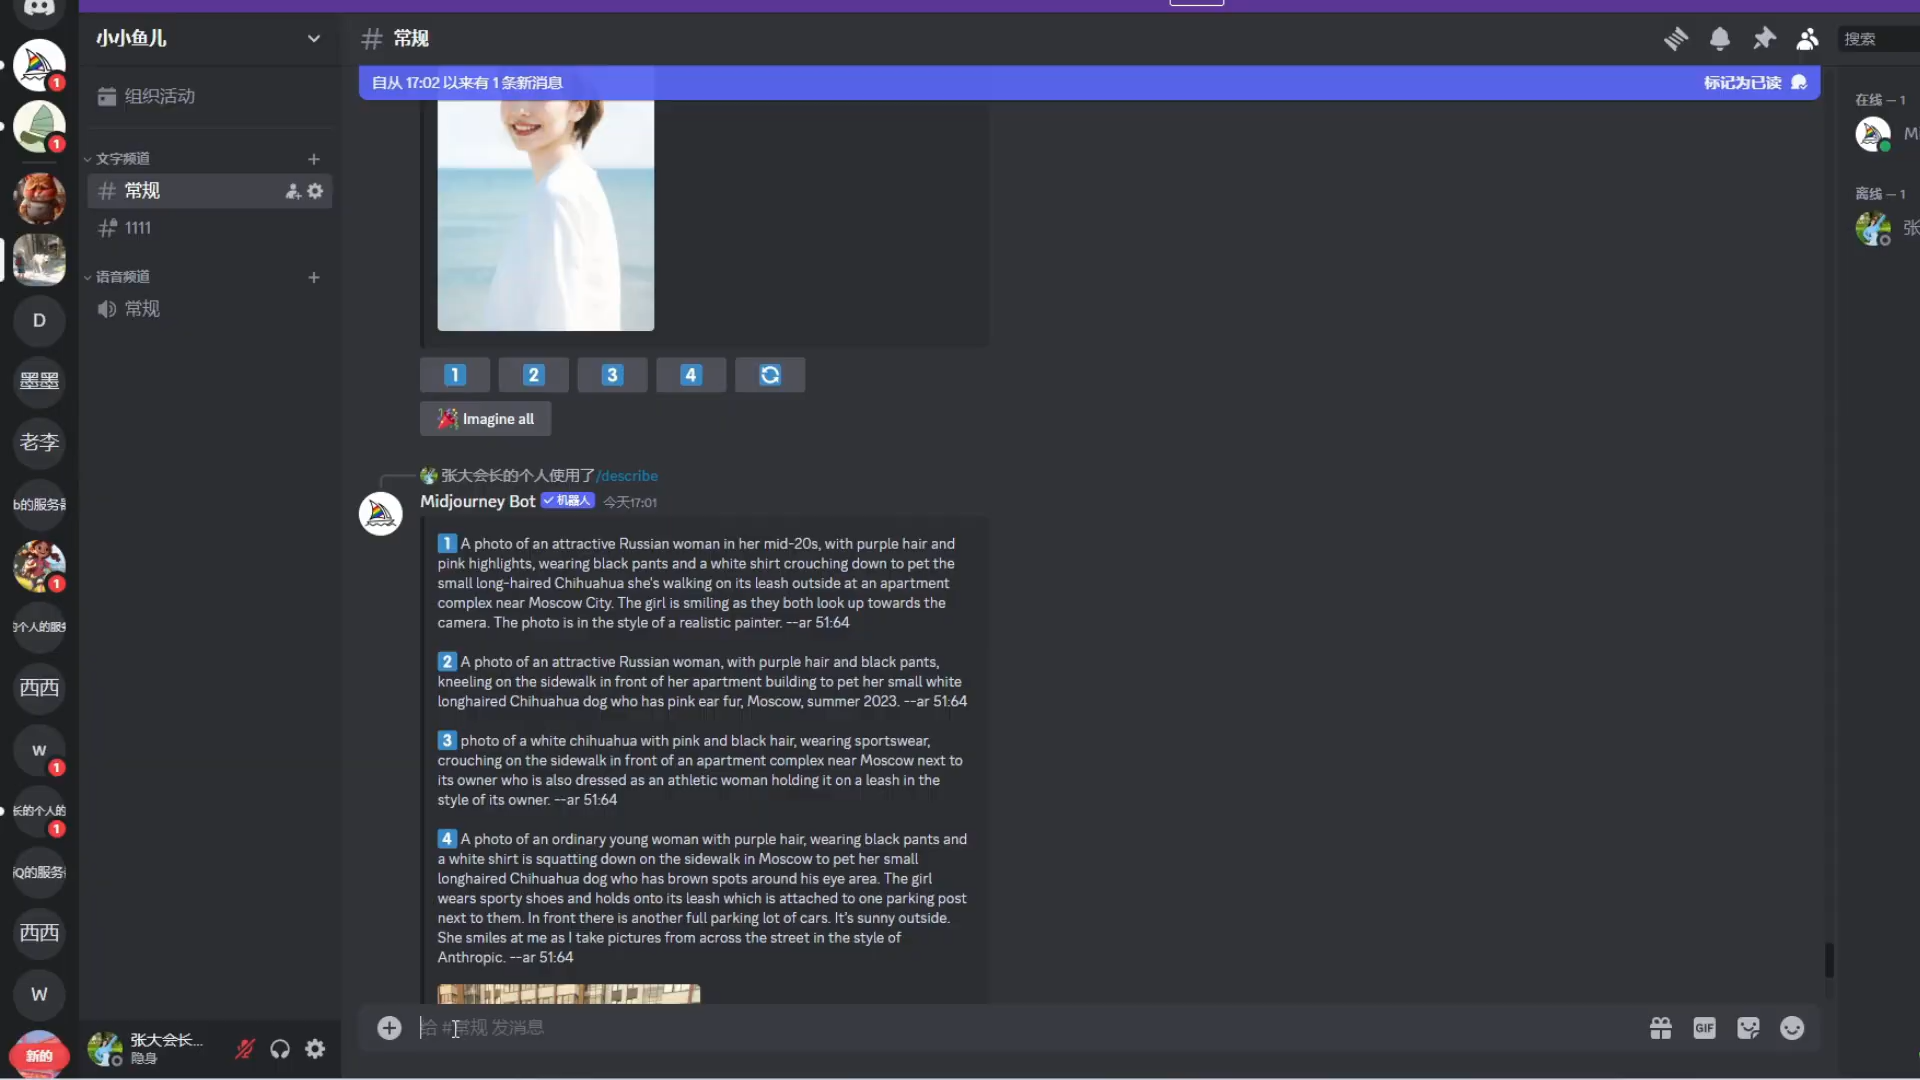 小小鱼儿
常规
搜索
自从 17:02 以来有 1 条新消息
标记为已读
组织活动
文字频道
常规
1111
语音频道
常规
在线 — 1
离线 — 1
张
1
1
D
墨墨
老李
b的服务器
1
西西
W
1
长的个人的
1
西西
W
新的
1
2
3
4
Imagine all
张大会长的个人使用了/describe
Midjourney Bot 机器人 今天17:01
1 A photo of an attractive Russian woman in her mid-20s, with purple hair and
pink highlights, wearing black pants and a white shirt crouching down to pet the
small long-haired Chihuahua she's walking on its leash outside at an apartment
complex near Moscow City. The girl is smiling as they both look up towards the
camera. The photo is in the style of a realistic painter. --ar 51:64
2 A photo of an attractive Russian woman, with purple hair and black pants,
kneeling on the sidewalk in front of her apartment building to pet her small white
longhaired Chihuahua dog who has pink ear fur, Moscow, summer 2023. --ar 51:64
3 photo of a white chihuahua with pink and black hair, wearing sportswear,
crouching on the sidewalk in front of an apartment complex near Moscow next to
its owner who is also dressed as an athletic woman holding it on a leash in the
style of its owner. --ar 51:64
4 A photo of an ordinary young woman with purple hair, wearing black pants and
a white shirt is squatting down on the sidewalk in Moscow to pet her small
longhaired Chihuahua dog who has brown spots around his eye area. The girl
wears sporty shoes and holds onto its leash which is attached to one parking post
next to them. In front there is another full parking lot of cars. It's sunny outside.
She smiles at me as I take pictures from across the street in the style of
Anthropic. --ar 51:64
给 #常规 发消息
GIF
张大会长...
隐身